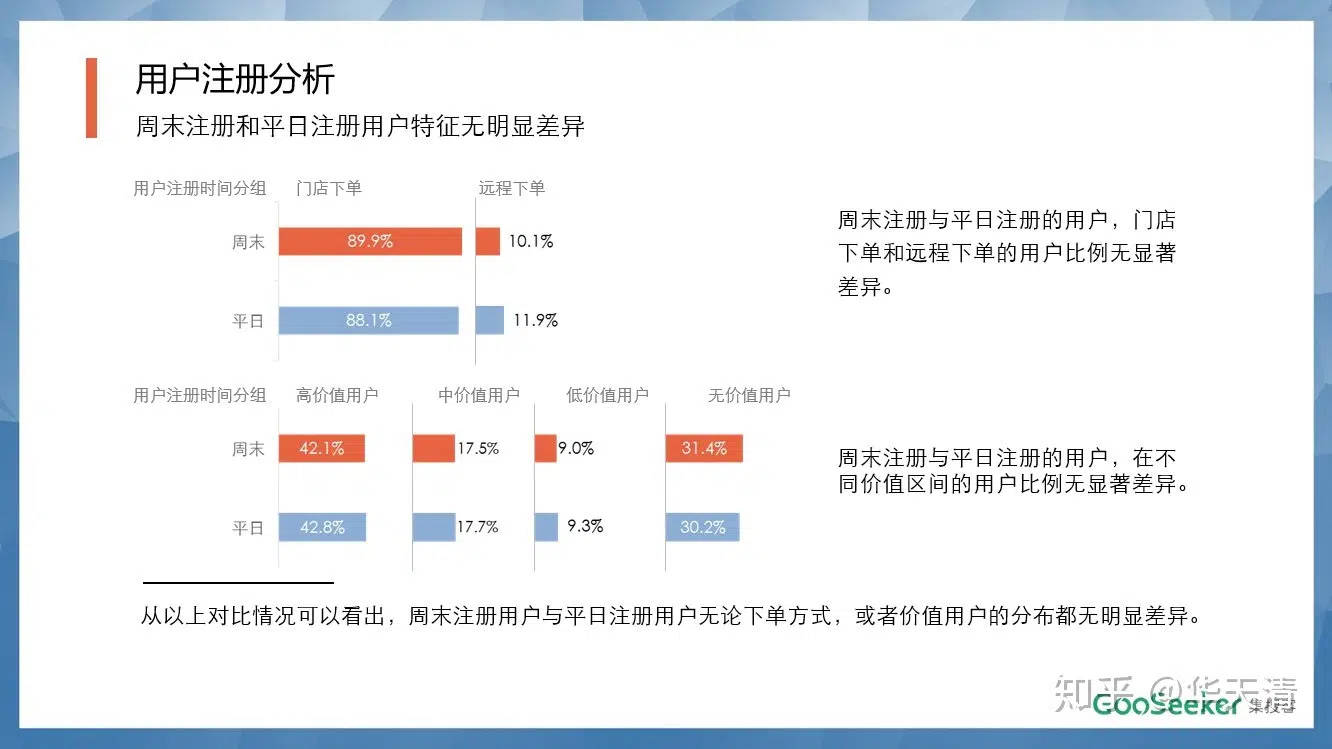 用户注册分析
周末注册和平日注册用户特征无明显差异
用户注册时间分组 门店下单 远程下单
周末 89.9% 10.1%
平日 88.1% 11.9%
周末注册与平日注册的用户，门店
下单和远程下单的用户比例无显著
差异。
用户注册时间分组 高价值用户 中价值用户 低价值用户 无价值用户
周末 42.1% 17.5% 9.0% 31.4%
平日 42.8% 17.7% 9.3% 30.2%
周末注册与平日注册的用户，在不
同价值区间的用户比例无显著差异。
从以上对比情况可以看出，周末注册用户与平日注册用户无论下单方式，或者价值用户的分布都无明显差异。
知乎 @华天清
GooSeeker 集搜客